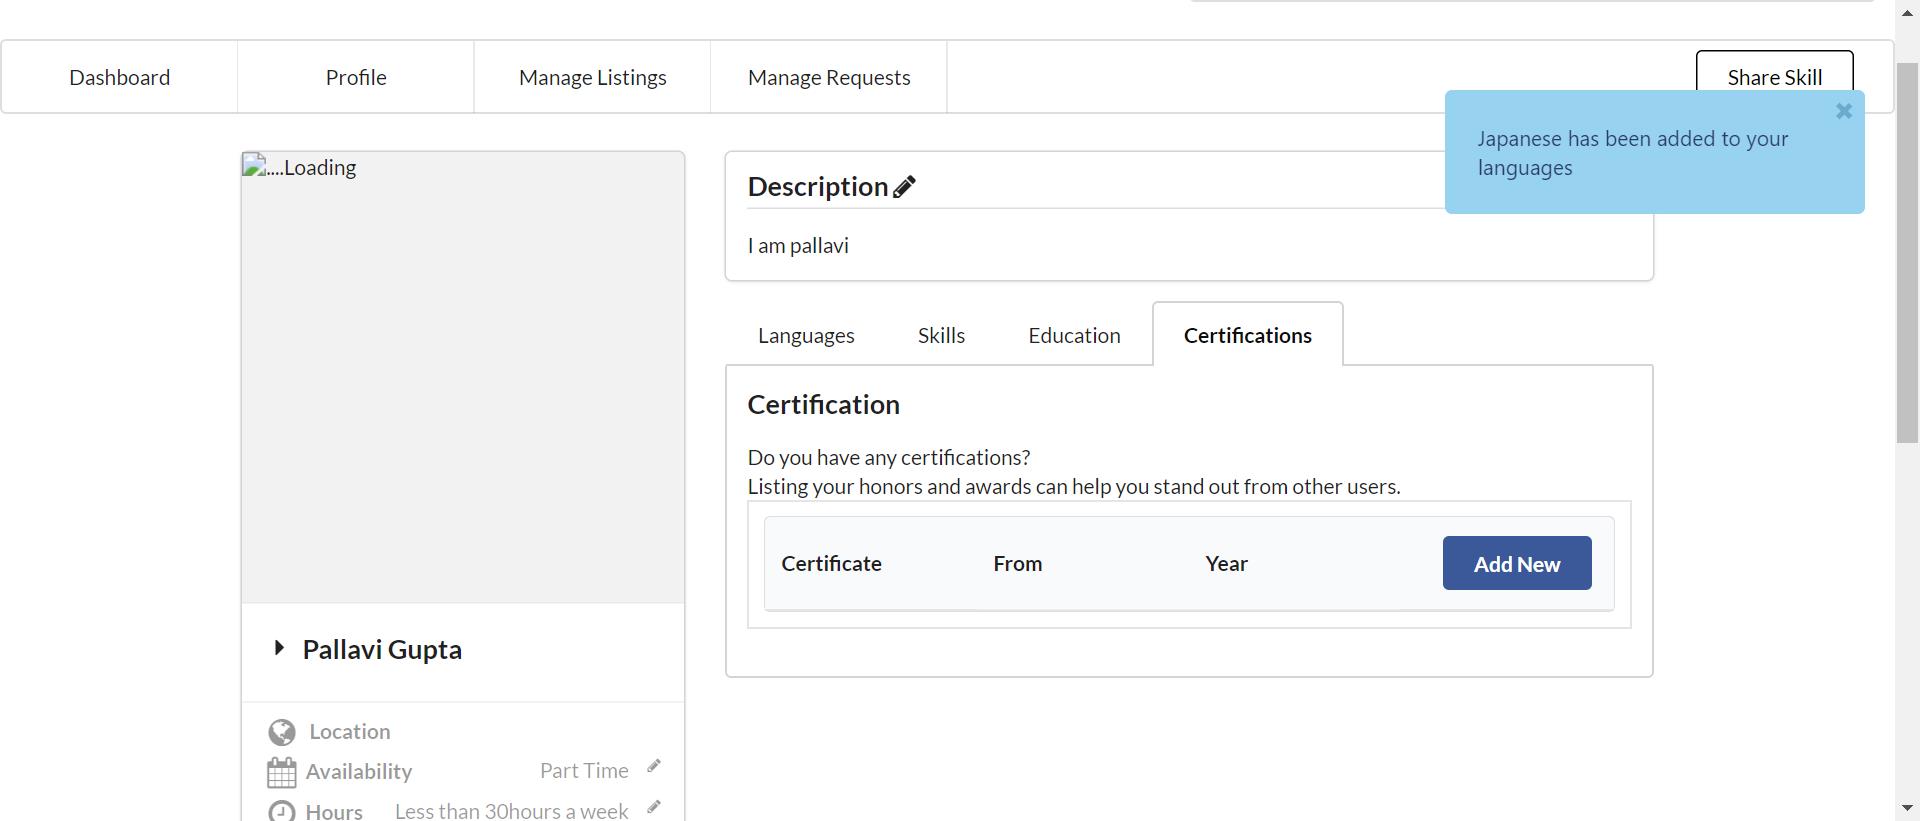 Dashboard
Profile
Manage Listings
Manage Requests
Share Skill
Japanese has been added to your
languages
....Loading
Description
I am pallavi
Languages
Skills
Education
Certifications
Certification
Do you have any certifications?
Listing your honors and awards can help you stand out from other users.
Certificate
From
Year
Add New
Pallavi Gupta
Location
Availability
Part Time
Hours
Less than 30hours a week